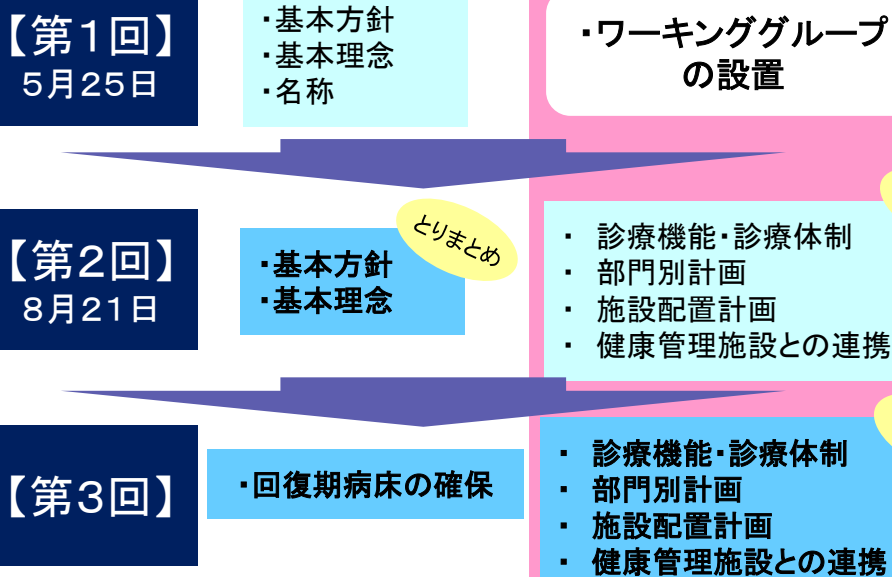 【第1回】
5月25日
・基本方針
・基本理念
・名称
・ワーキンググループ
の設置
【第2回】
8月21日
・基本方針
・基本理念
とりまとめ
・ 診療機能・診療体制
・ 部門別計画
・ 施設配置計画
・ 健康管理施設との連携
【第3回】
・回復期病床の確保
・ 診療機能・診療体制
・ 部門別計画
・ 施設配置計画
・ 健康管理施設との連携